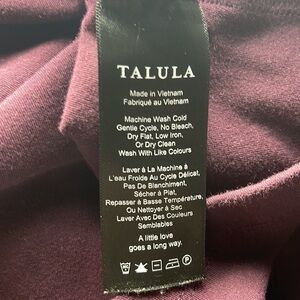 TALULA
Made in Vietnam
Fabriqué au Vietnam
Machine Wash Cold
Gentle Cycle, No Bleach,
Dry Flat, Low Iron,
Or Dry Clean
Wash With Like Colours
Laver à La Machine à
L'eau Froide Au Cycle Délicat,
Pas De Blanchiment,
Sécher à Plat,
Repasser à Basse Température,
Ou Nettoyer à Sec
Laver Avec Des Couleurs
Semblables
A little love
goes a long way.